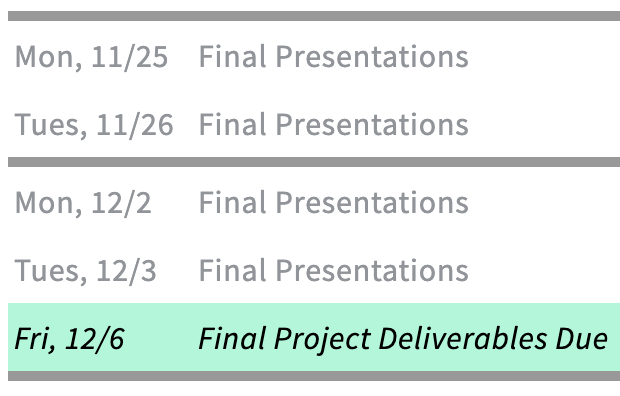 Mon, 11/25 Final Presentations
Tues, 11/26 Final Presentations
Mon, 12/2 Final Presentations
Tues, 12/3 Final Presentations
Fri, 12/6 Final Project Deliverables Due